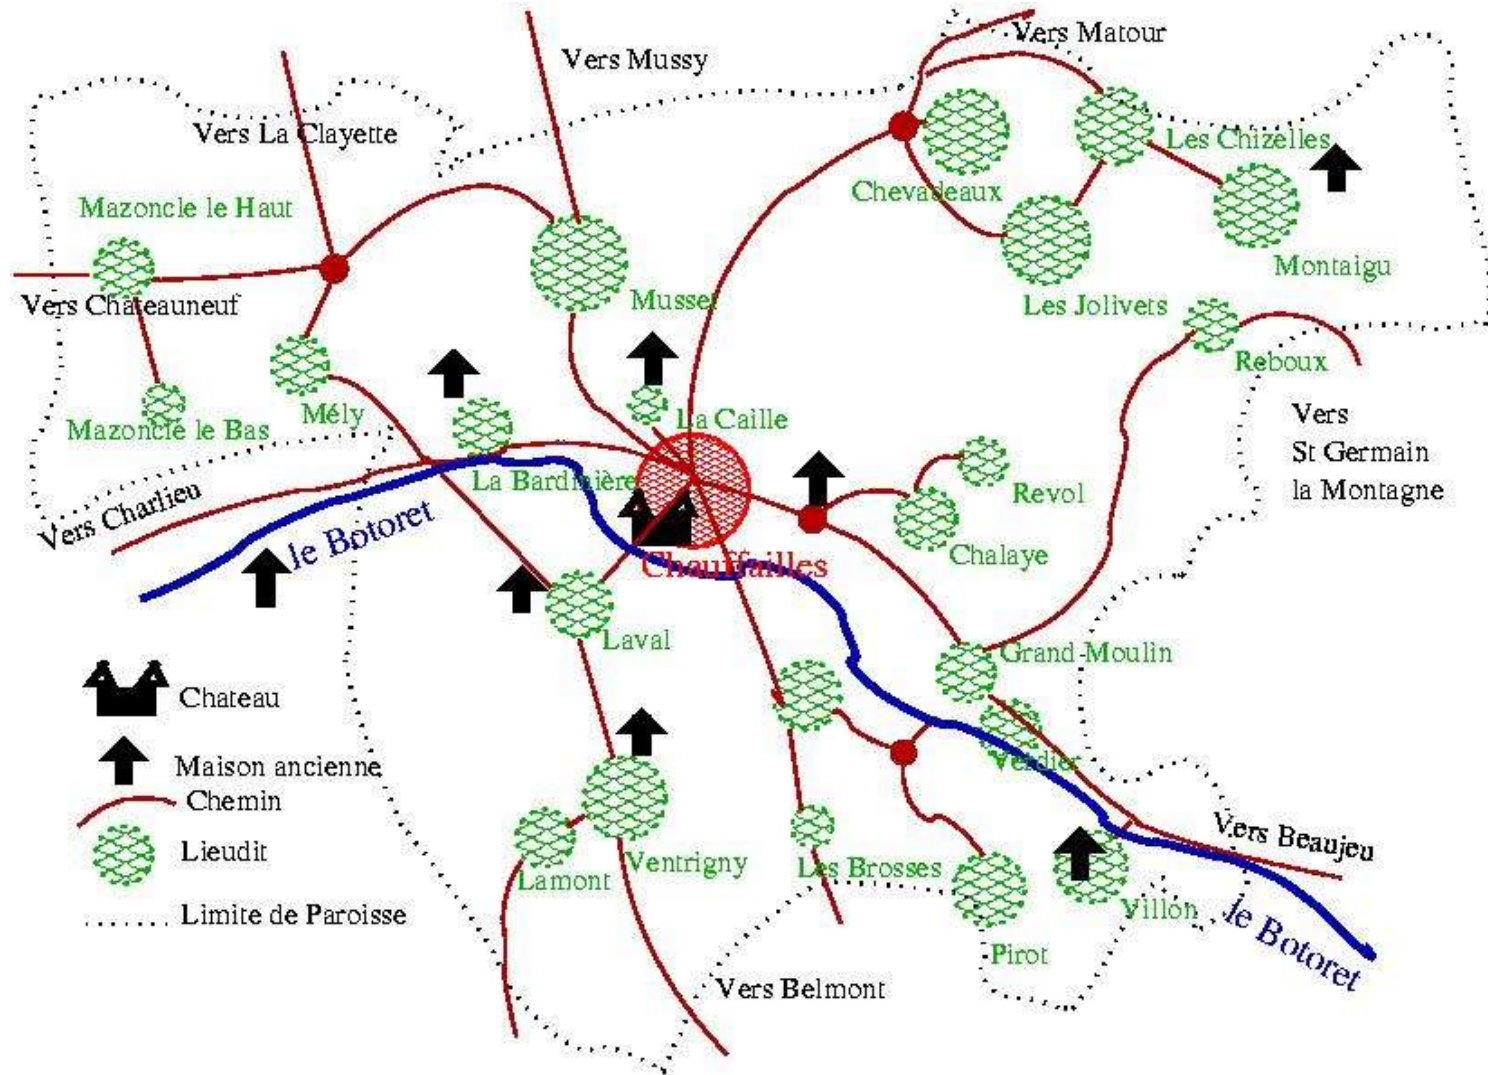 Vers Mussy
Vers Matour
Vers La Clayette
Les Chizelles
Chevadeaux
Mazoncle le Haut
Montaigu
Vers Chateauneuf
Musset
Les Jolivets
Reboux
Mély
La Caille
Mazoncle le Bas
Vers
St Germain
la Montagne
La Bardinière
Revol
Vers Charlieu
le Botoret
Chalaye
Chauffailles
Laval
Grand-Moulin
Chateau
Verdier
Maison ancienne
Chemin
Vers Beaujeu
Lieudit
Ventrigny
Les Brosses
Lamont
Villon
Limite de Paroisse
le Botoret
Pirot
Vers Belmont